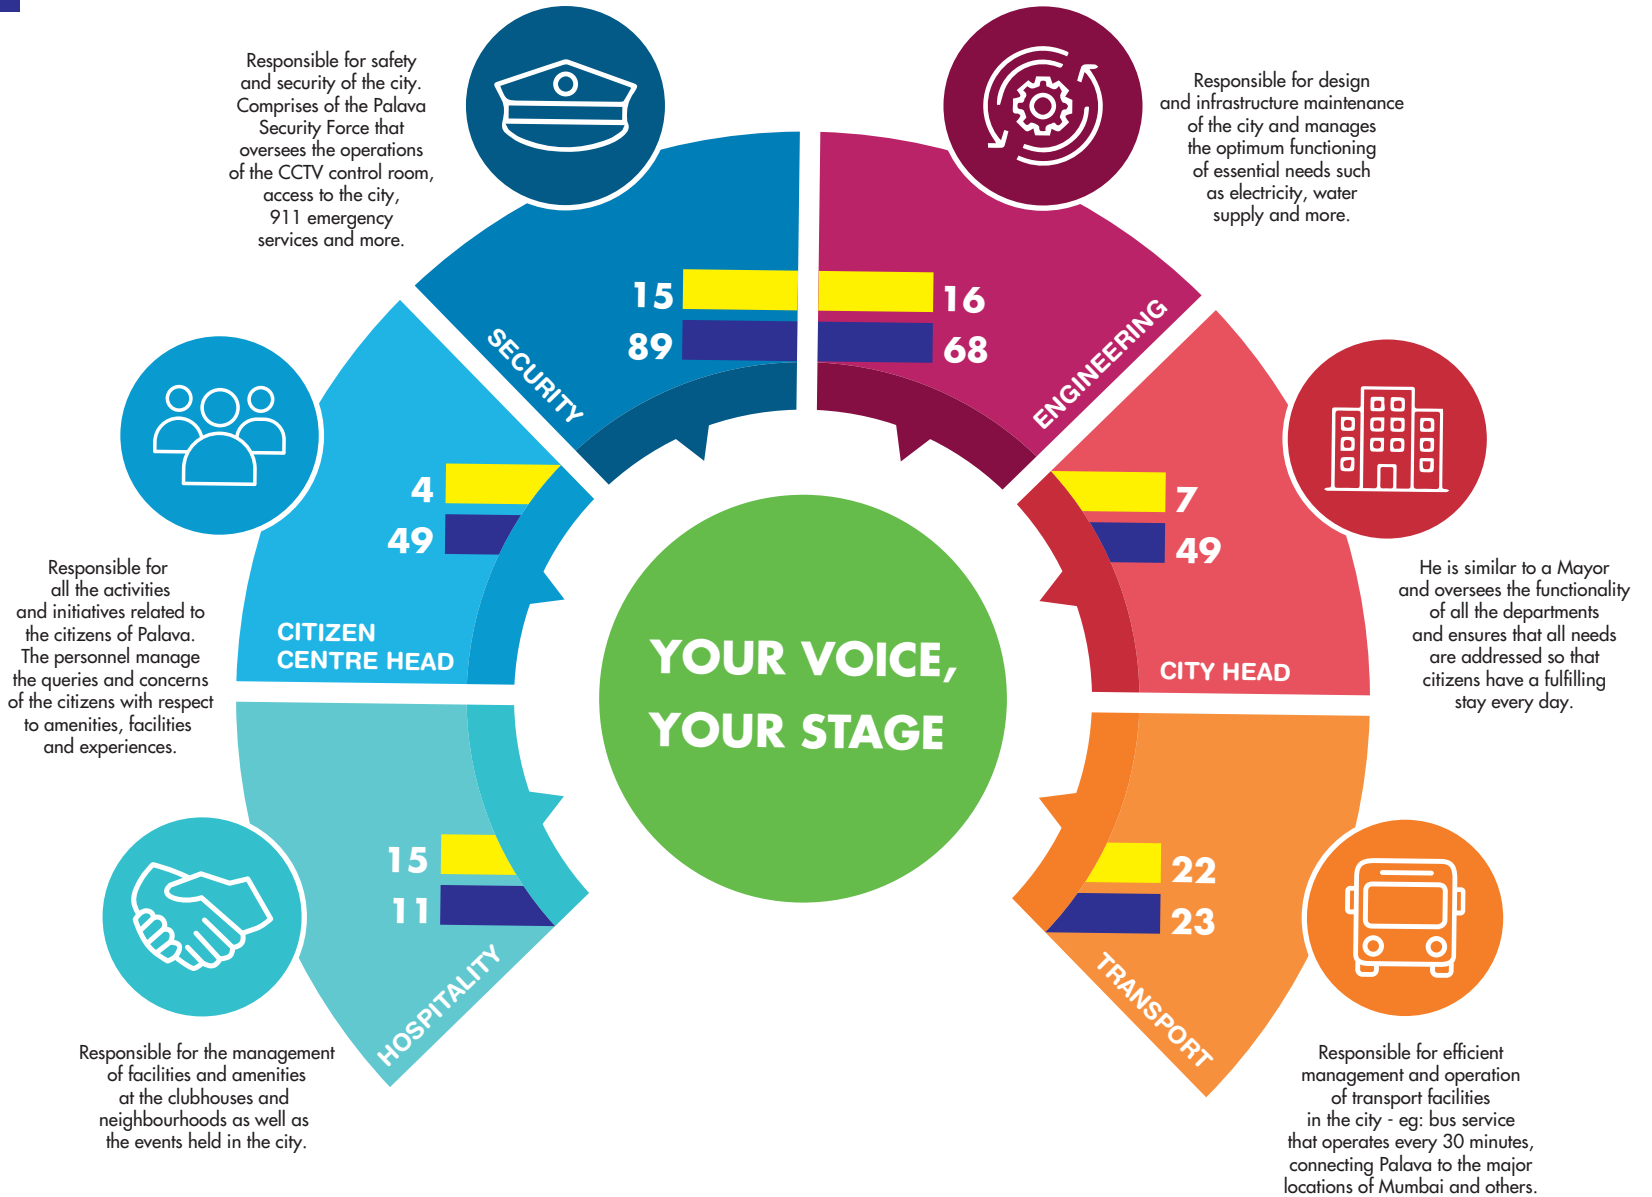 Responsible for safety
and security of the city.
Comprises of the Palava
Security Force that
oversees the operations
of the CCTV control room,
access to the city,
911 emergency
services and more.
Responsible for design
and infrastructure maintenance
of the city and manages
the optimum functioning
of essential needs such
as electricity, water
supply and more.
15
89
SECURITY
16
68
ENGINEERING
4
49
CITIZEN
CENTRE HEAD
7
49
CITY HEAD
Responsible for
all the activities
and initiatives related to
the citizens of Palava.
The personnel manage
the queries and concerns
of the citizens with respect
to amenities, facilities
and experiences.
YOUR VOICE,
YOUR STAGE
He is similar to a Mayor
and oversees the functionality
of all the departments
and ensures that all needs
are addressed so that
citizens have a fulfilling
stay every day.
15
11
HOSPITALITY
22
23
TRANSPORT
Responsible for the management
of facilities and amenities
at the clubhouses and
neighbourhoods as well as
the events held in the city.
Responsible for efficient
management and operation
of transport facilities
in the city - eg: bus service
that operates every 30 minutes,
connecting Palava to the major
locations of Mumbai and others.